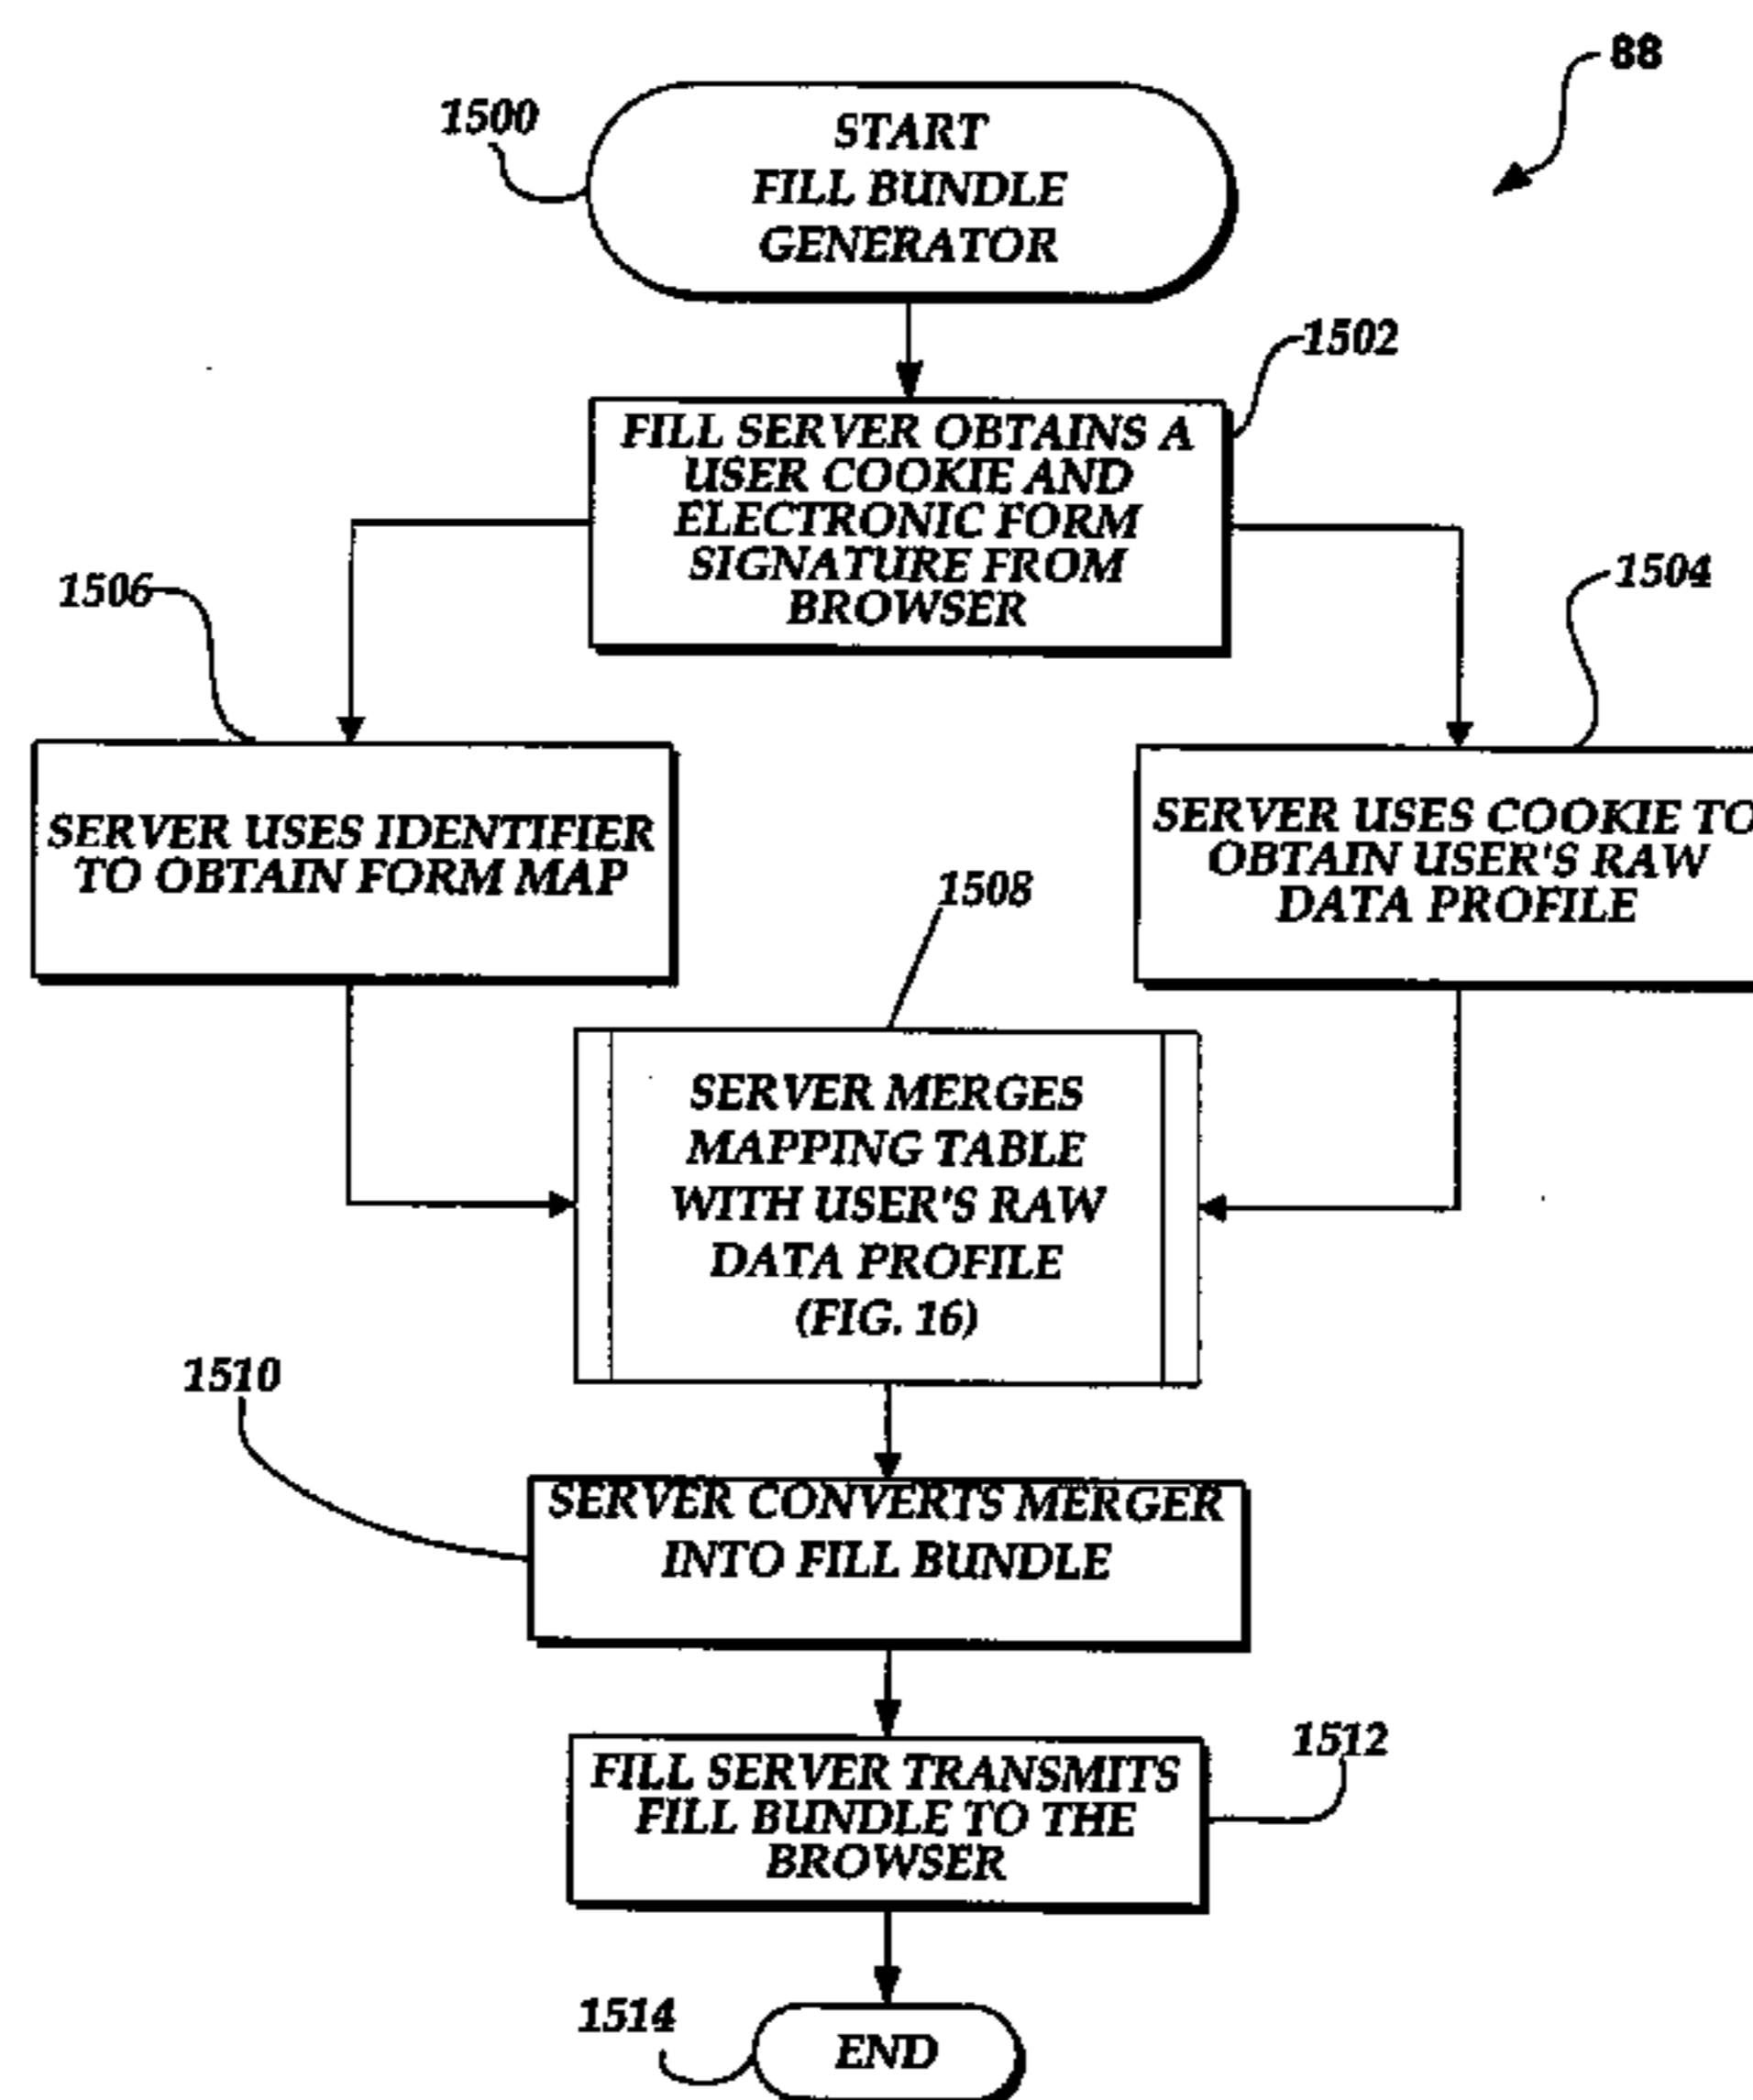 88
1500
START
FILL BUNDLE
GENERATOR
1502
FILL SERVER OBTAINS A
USER COOKIE AND
ELECTRONIC FORM
SIGNATURE FROM
BROWSER
1506
1504
SERVER USES IDENTIFIER
TO OBTAIN FORM MAP
SERVER USES COOKIE TO
OBTAIN USER'S RAW
DATA PROFILE
1508
SERVER MERGES
MAPPING TABLE
WITH USER'S RAW
DATA PROFILE
(FIG. 16)
1510
SERVER CONVERTS MERGER
INTO FILL BUNDLE
1512
FILL SERVER TRANSMITS
FILL BUNDLE TO THE
BROWSER
1514
END